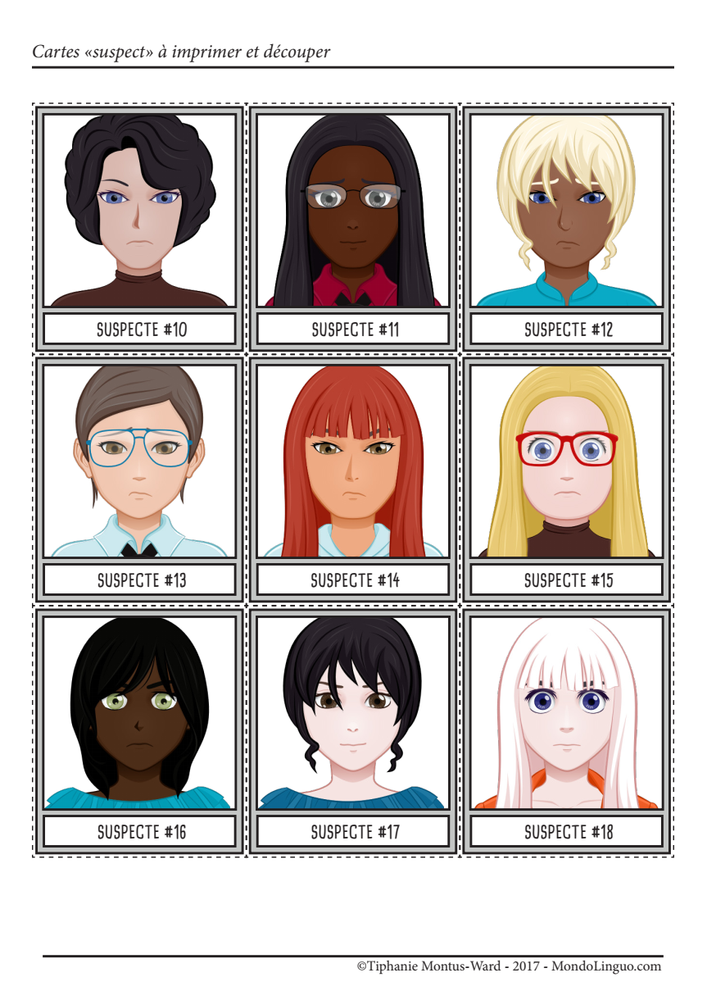 Cartes «suspect» à imprimer et découper
SUSPECTE #10
SUSPECTE #11
SUSPECTE #12
SUSPECTE #13
SUSPECTE #14
SUSPECTE #15
SUSPECTE #16
SUSPECTE #17
SUSPECTE #18
©Tiphanie Montus-Ward - 2017 - MondoLinguo.com